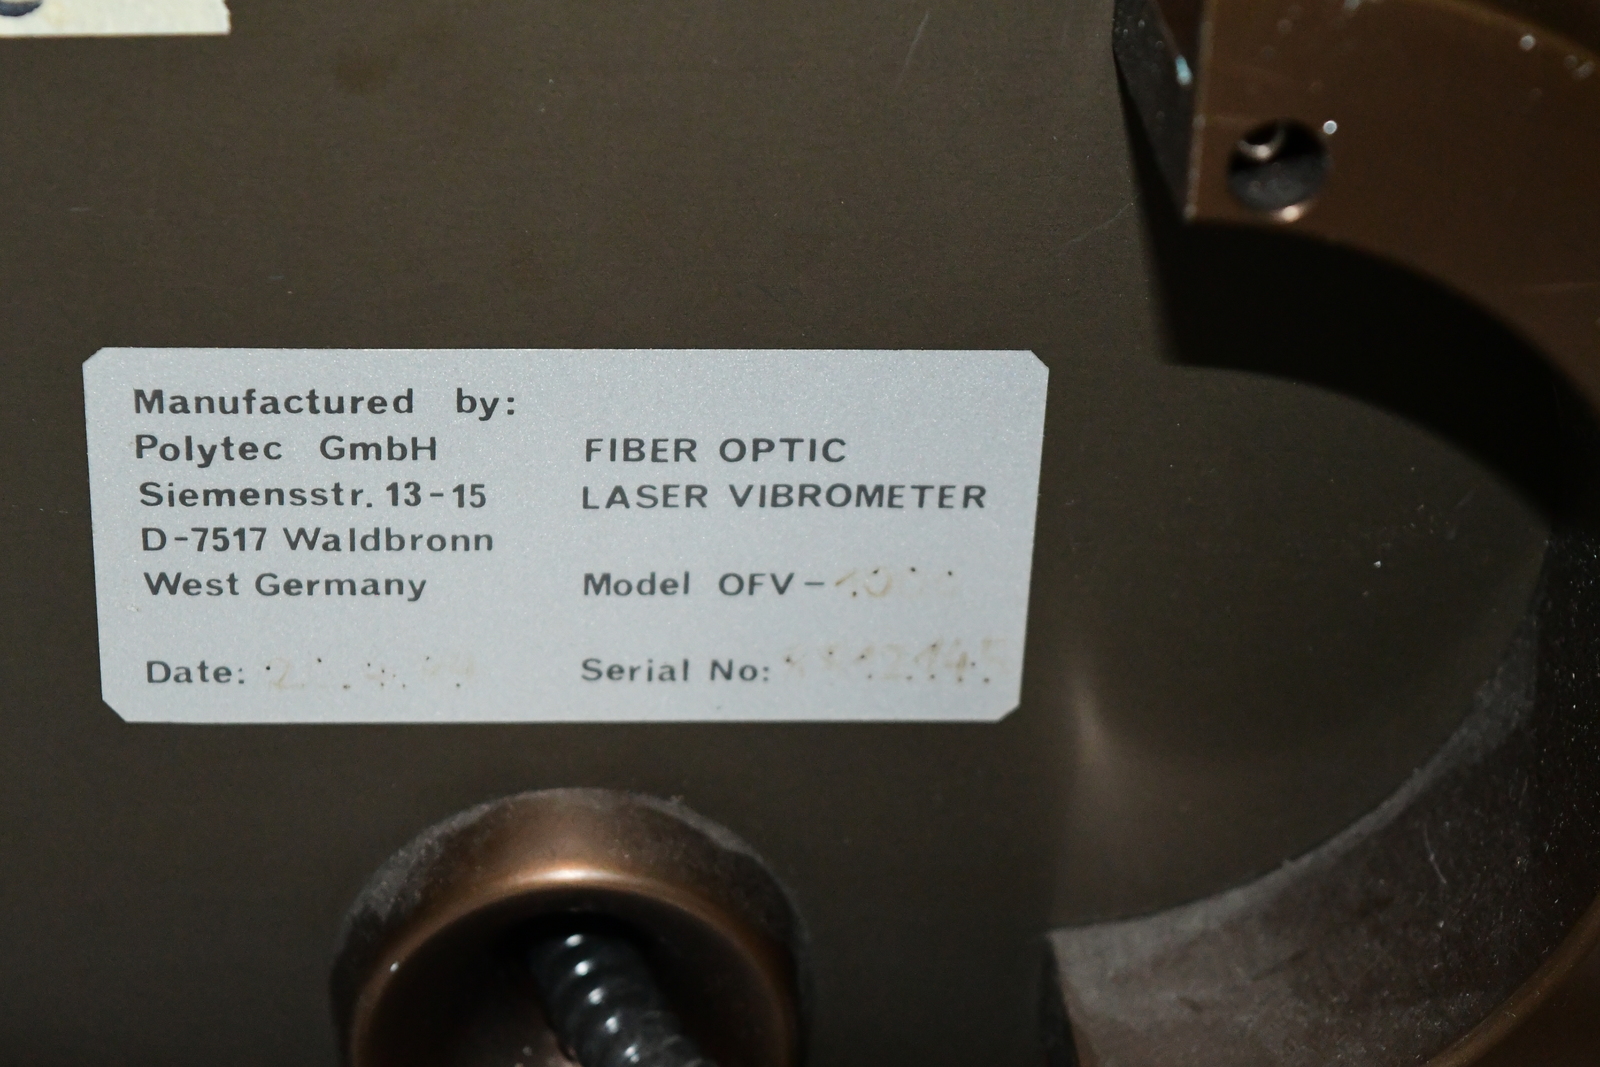 Manufactured by:
Polytec GmbH
Siemensstr. 13-15
D-7517 Waldbronn
West Germany
Date:
FIBER OPTIC
LASER VIBROMETER
Model OFV-
Serial No: